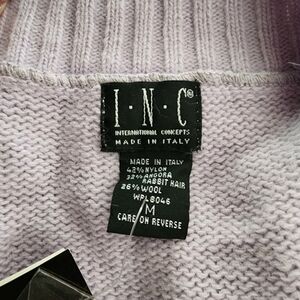 I·N·C®
INTERNATIONAL CONCEPTS
MADE IN ITALY
MADE IN ITALY
42% NYLON
32% ANGORA
RABBIT HAIR
26% WOOL
WPL8046
M
CARE ON REVERSE